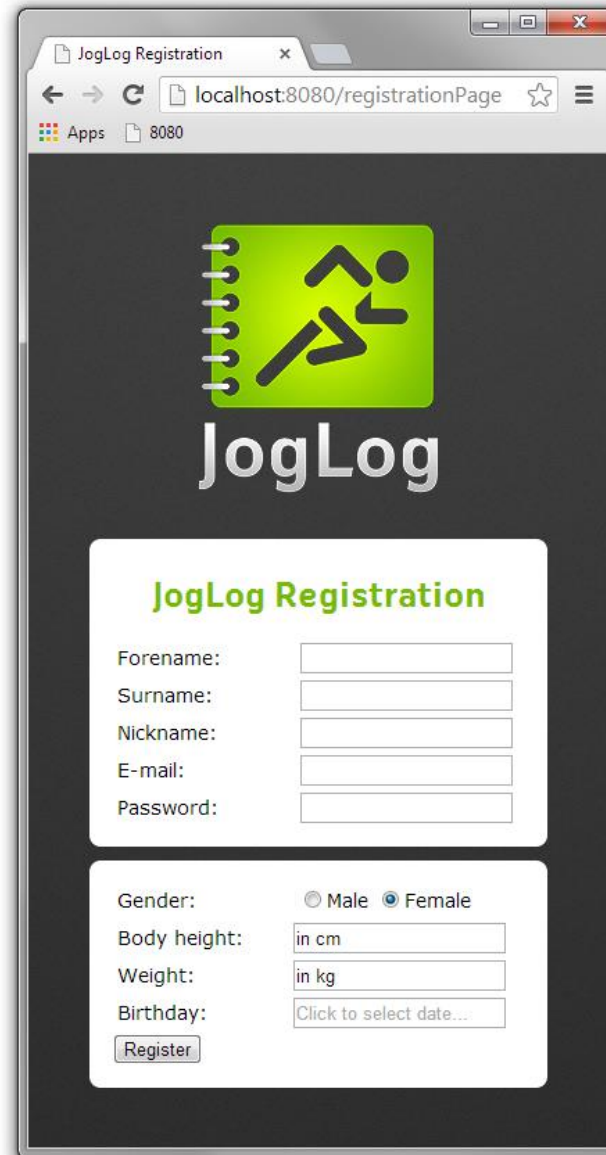 JogLog Registration
localhost:8080/registrationPage
Apps 8080
JogLog
JogLog Registration
Forename:
Surname:
Nickname:
E-mail:
Password:
Gender: Male Female
Body height: in cm
Weight: in kg
Birthday: Click to select date...
Register